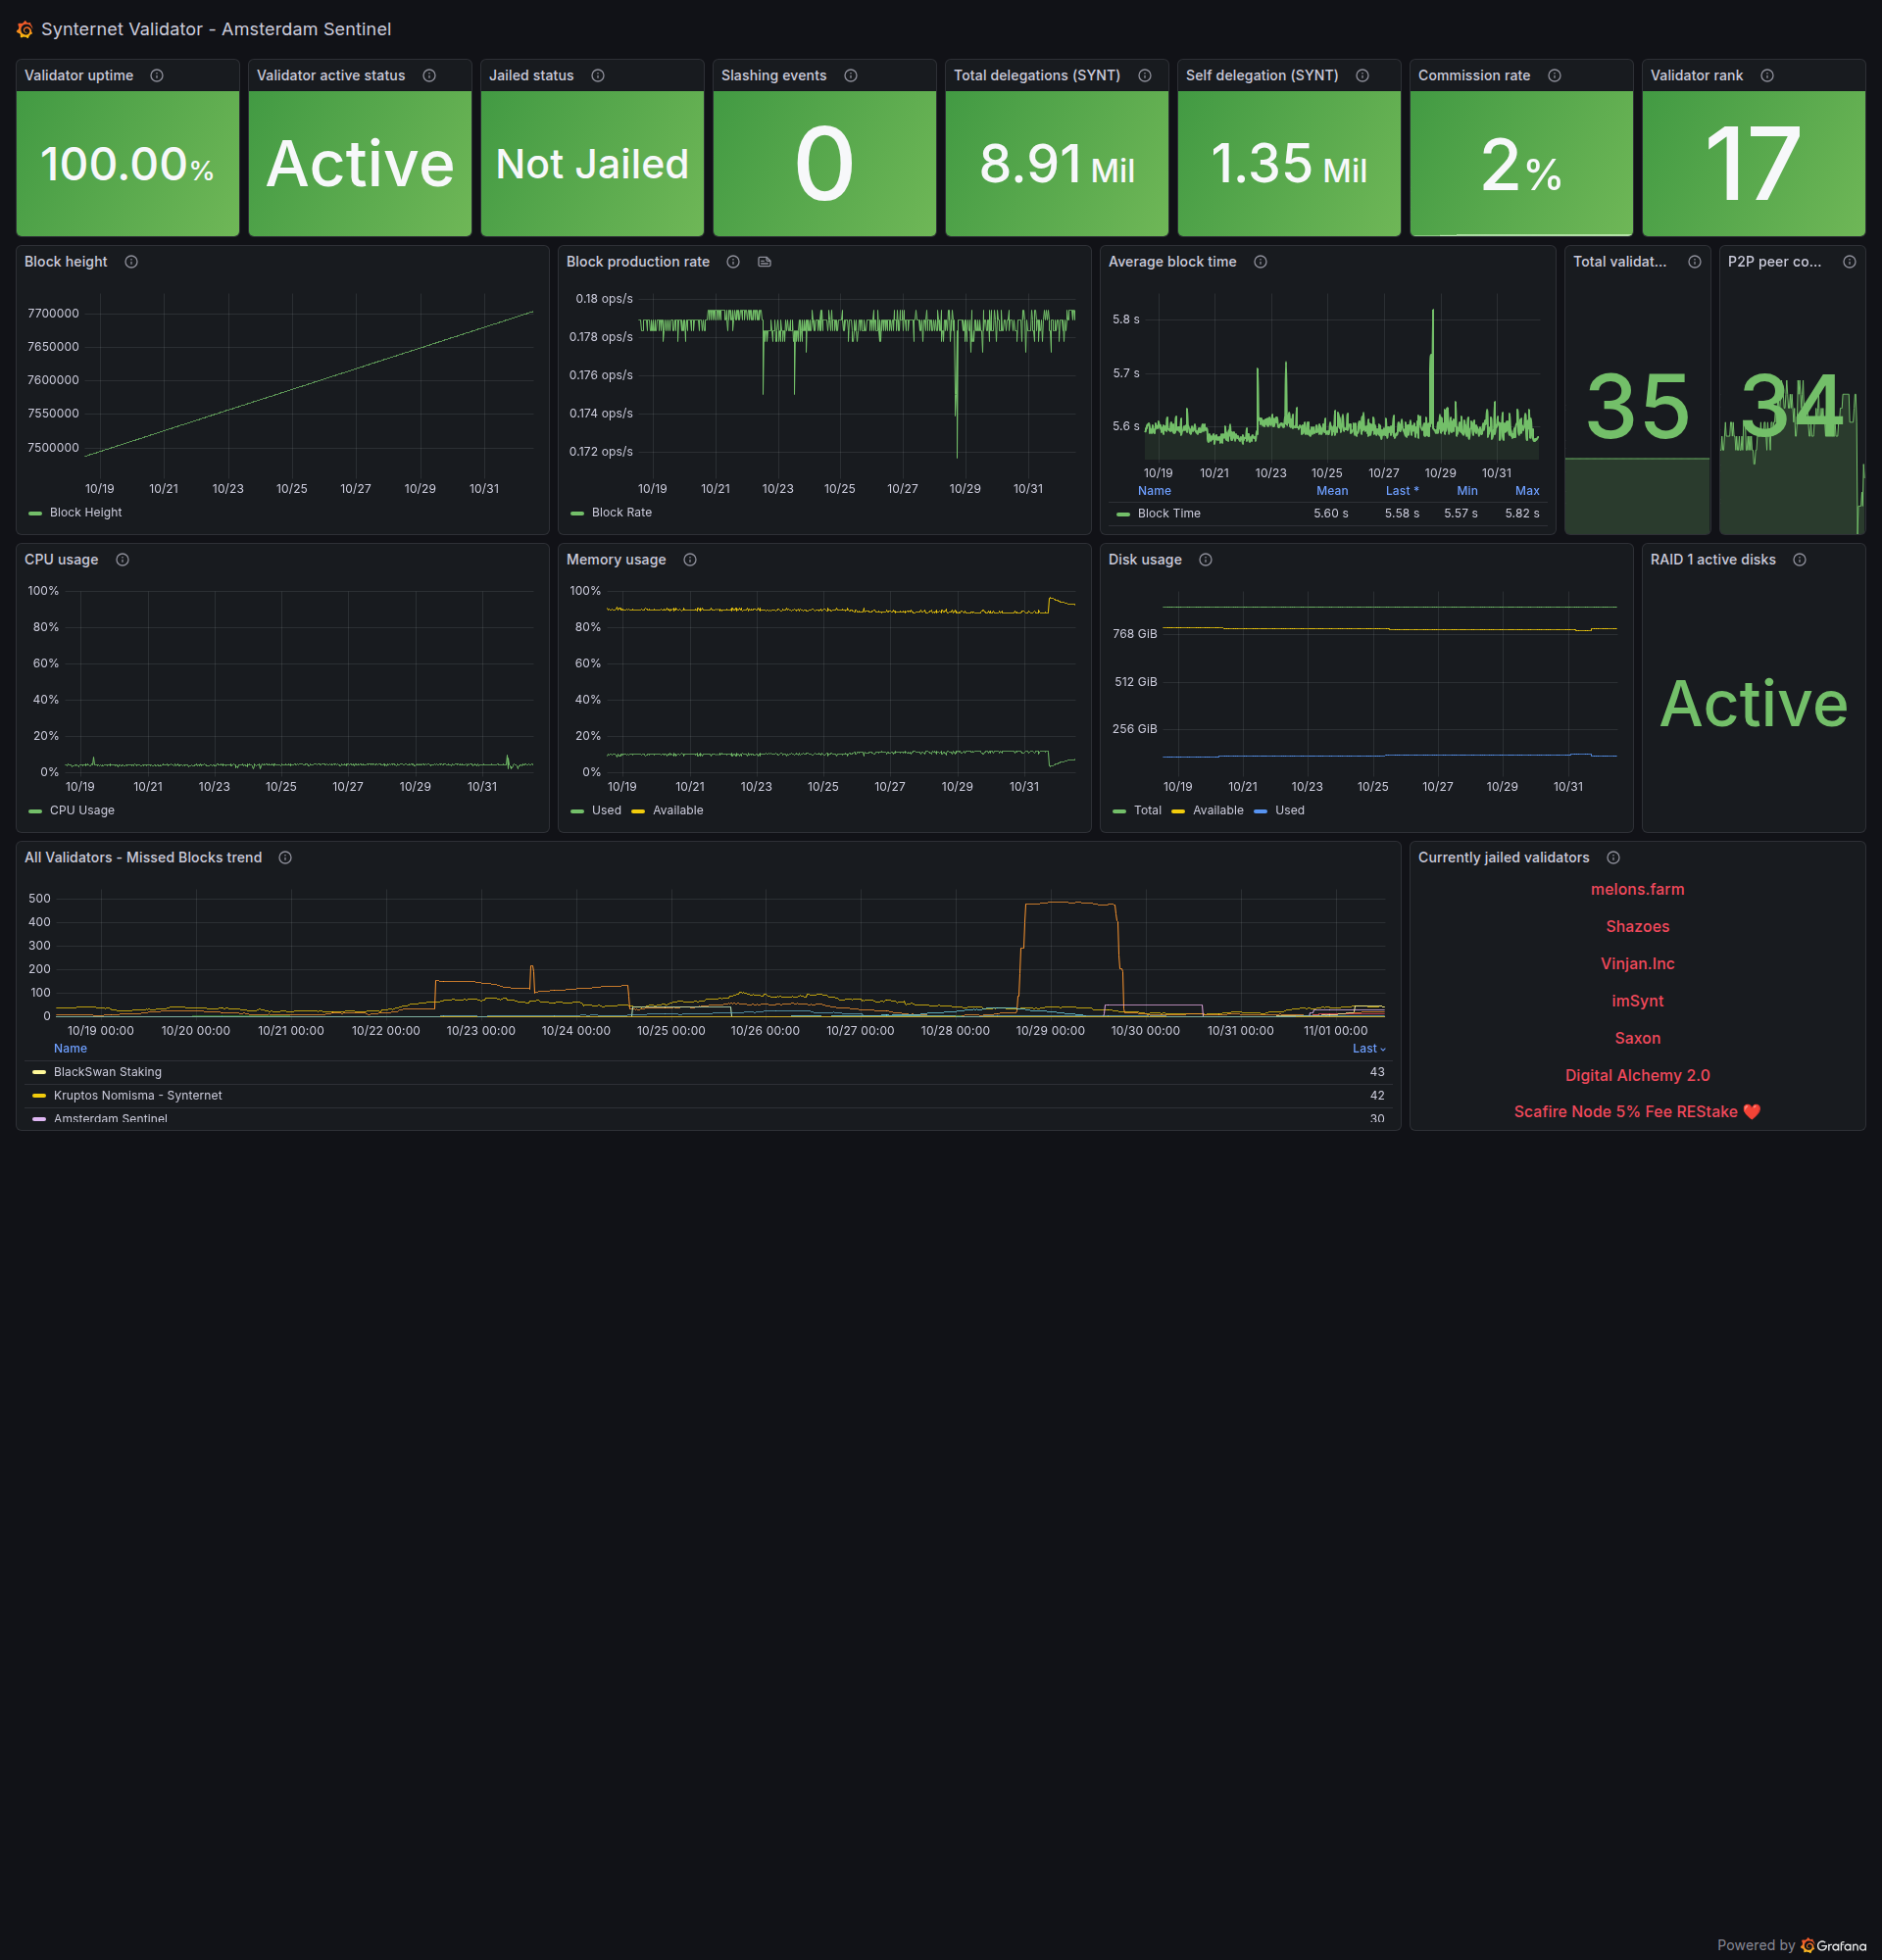 Synternet Validator - Amsterdam Sentinel
Validator uptime
100.00%
Validator active status
Active
Jailed status
Not Jailed
Slashing events
0
Total delegations (SYNT)
8.91 Mil
Self delegation (SYNT)
1.35 Mil
Commission rate
2%
Validator rank
17
Block height
7700000
7650000
7600000
7550000
7500000
10/19 10/21 10/23 10/25 10/27 10/29 10/31
Block Height
Block production rate
0.18 ops/s
0.178 ops/s
0.176 ops/s
0.174 ops/s
0.172 ops/s
10/19 10/21 10/23 10/25 10/27 10/29 10/31
Block Rate
Average block time
5.8 s
5.7 s
5.6 s
10/19 10/21 10/23 10/25 10/27 10/29 10/31
Name Mean Last * Min Max
Block Time 5.60 s 5.58 s 5.57 s 5.82 s
Total validat...
35
P2P peer co...
34
CPU usage
100%
80%
60%
40%
20%
0%
10/19 10/21 10/23 10/25 10/27 10/29 10/31
CPU Usage
Memory usage
100%
80%
60%
40%
20%
0%
10/19 10/21 10/23 10/25 10/27 10/29 10/31
Used Available
Disk usage
768 GiB
512 GiB
256 GiB
10/19 10/21 10/23 10/25 10/27 10/29 10/31
Total Available Used
RAID 1 active disks
Active
All Validators - Missed Blocks trend
500
400
300
200
100
0
10/19 00:00 10/20 00:00 10/21 00:00 10/22 00:00 10/23 00:00 10/24 00:00 10/25 00:00 10/26 00:00 10/27 00:00 10/28 00:00 10/29 00:00 10/30 00:00 10/31 00:00 11/01 00:00
Name Last
BlackSwan Staking 43
Kruptos Nomisma - Synternet 42
Amsterdam Sentinel 30
Currently jailed validators
melons.farm
Shazoes
Vinjan.Inc
imSynt
Saxon
Digital Alchemy 2.0
Scafire Node 5% Fee REStake ❤️
Powered by Grafana